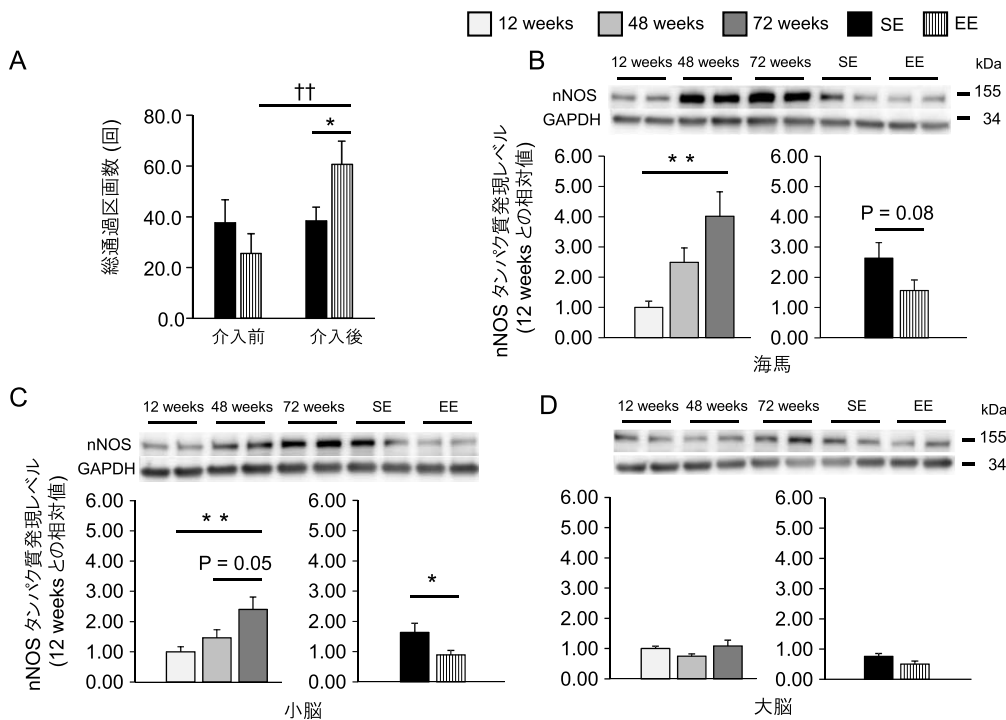 12 weeks 48 weeks 72 weeks SE EE
A
††
*
80.0
60.0
40.0
20.0
0.0
総通過区画数 (回)
介入前 介入後
B
12 weeks 48 weeks 72 weeks SE EE kDa
nNOS 155
GAPDH 34
nNOS タンパク質発現レベル
(12 weeks との相対値)
6.00
5.00
4.00
3.00
2.00
1.00
0.00
* *
6.00
5.00
4.00
3.00
2.00
1.00
0.00
P = 0.08
海馬
C
12 weeks 48 weeks 72 weeks SE EE
nNOS
GAPDH
nNOS タンパク質発現レベル
(12 weeks との相対値)
6.00
5.00
4.00
3.00
2.00
1.00
0.00
* *
P = 0.05
6.00
5.00
4.00
3.00
2.00
1.00
0.00
*
小脳
D
12 weeks 48 weeks 72 weeks SE EE kDa
155
34
6.00
5.00
4.00
3.00
2.00
1.00
0.00
6.00
5.00
4.00
3.00
2.00
1.00
0.00
大脳